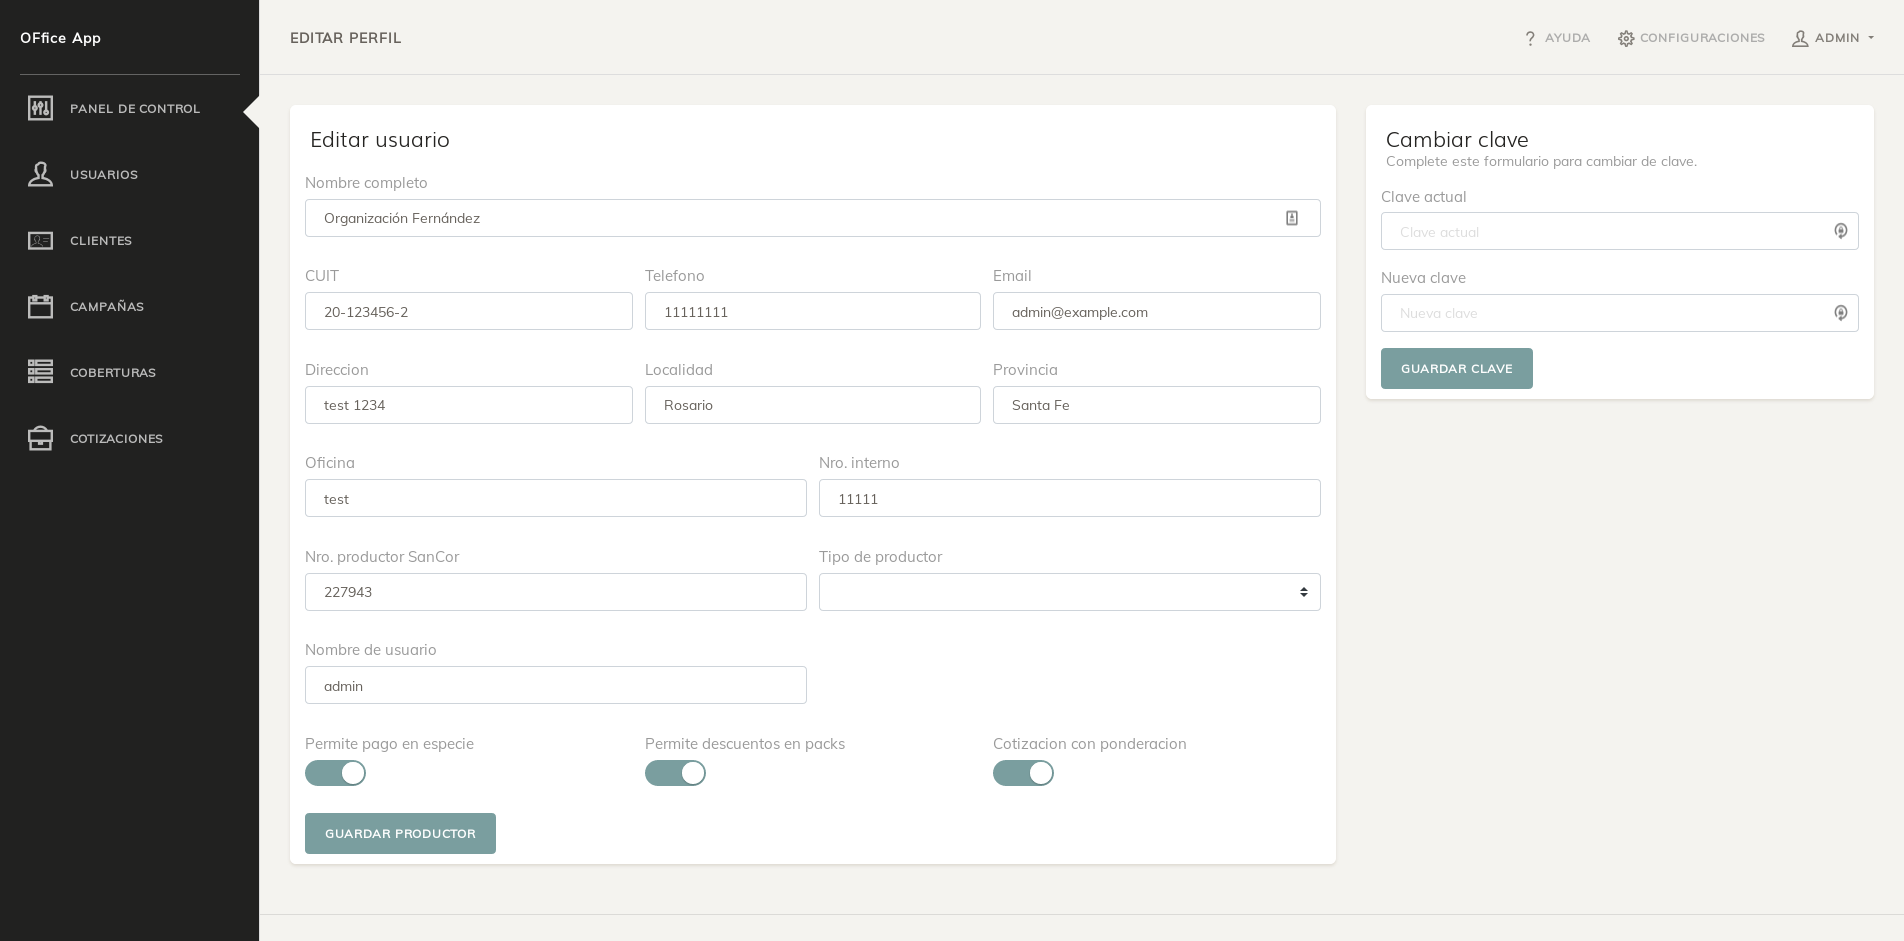 OFfice App
PANEL DE CONTROL
USUARIOS
CLIENTES
CAMPAÑAS
COBERTURAS
COTIZACIONES
EDITAR PERFIL
AYUDA
CONFIGURACIONES
ADMIN
Editar usuario
Nombre completo
Organización Fernández
CUIT Telefono Email
20-123456-2 11111111 admin@example.com
Direccion Localidad Provincia
test 1234 Rosario Santa Fe
Oficina Nro. interno
test 11111
Nro. productor SanCor Tipo de productor
227943
Nombre de usuario
admin
Permite pago en especie Permite descuentos en packs Cotizacion con ponderacion
GUARDAR PRODUCTOR
Cambiar clave
Complete este formulario para cambiar de clave.
Clave actual
Clave actual
Nueva clave
Nueva clave
GUARDAR CLAVE